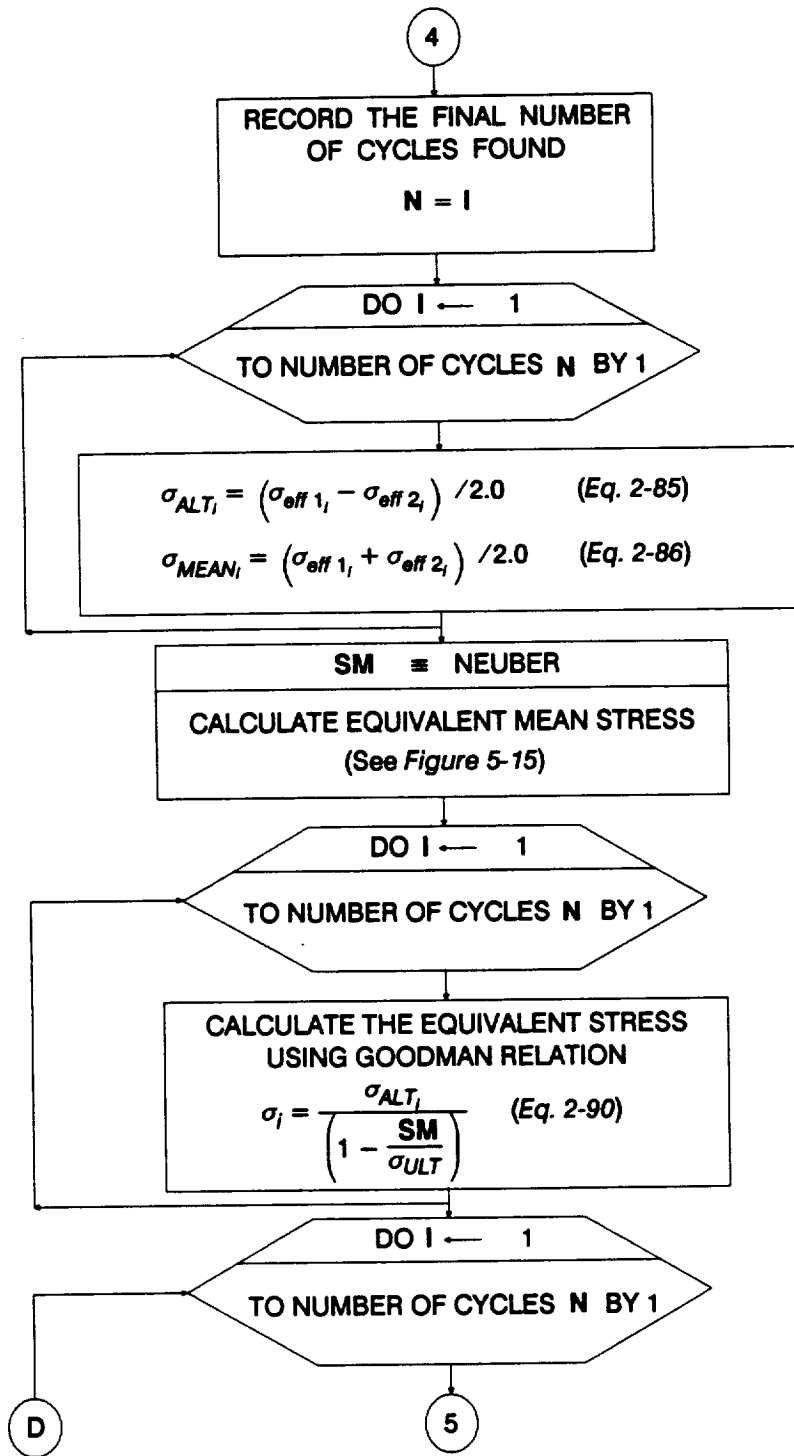 4
RECORD THE FINAL NUMBER
OF CYCLES FOUND
N = I
DO I ← 1
TO NUMBER OF CYCLES N BY 1
σ_ALT_i = (σ_eff 1_i − σ_eff 2_i) /2.0 (Eq. 2-85)
σ_MEAN_i = (σ_eff 1_i + σ_eff 2_i) /2.0 (Eq. 2-86)
SM ≡ NEUBER
CALCULATE EQUIVALENT MEAN STRESS
(See Figure 5-15)
DO I ← 1
TO NUMBER OF CYCLES N BY 1
CALCULATE THE EQUIVALENT STRESS
USING GOODMAN RELATION
σ_i = σ_ALT_i / (1 − SM / σ_ULT) (Eq. 2-90)
DO I ← 1
TO NUMBER OF CYCLES N BY 1
D
5